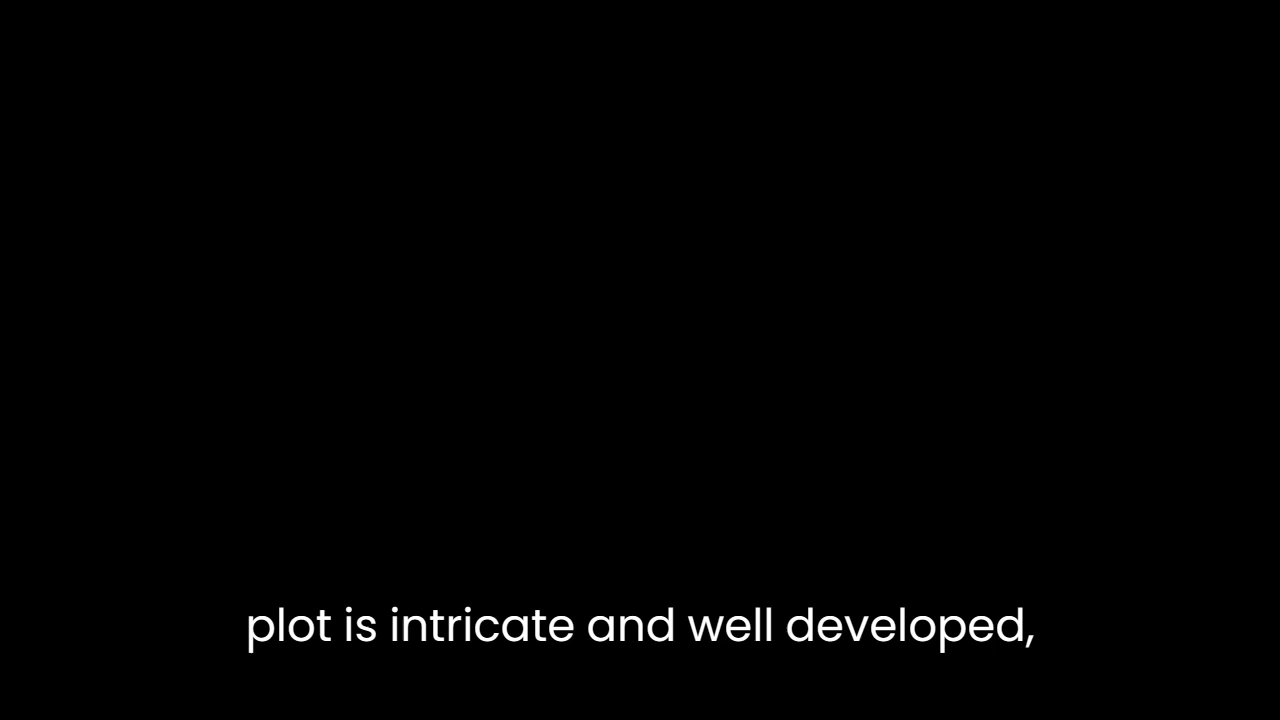 plot is intricate and well developed,